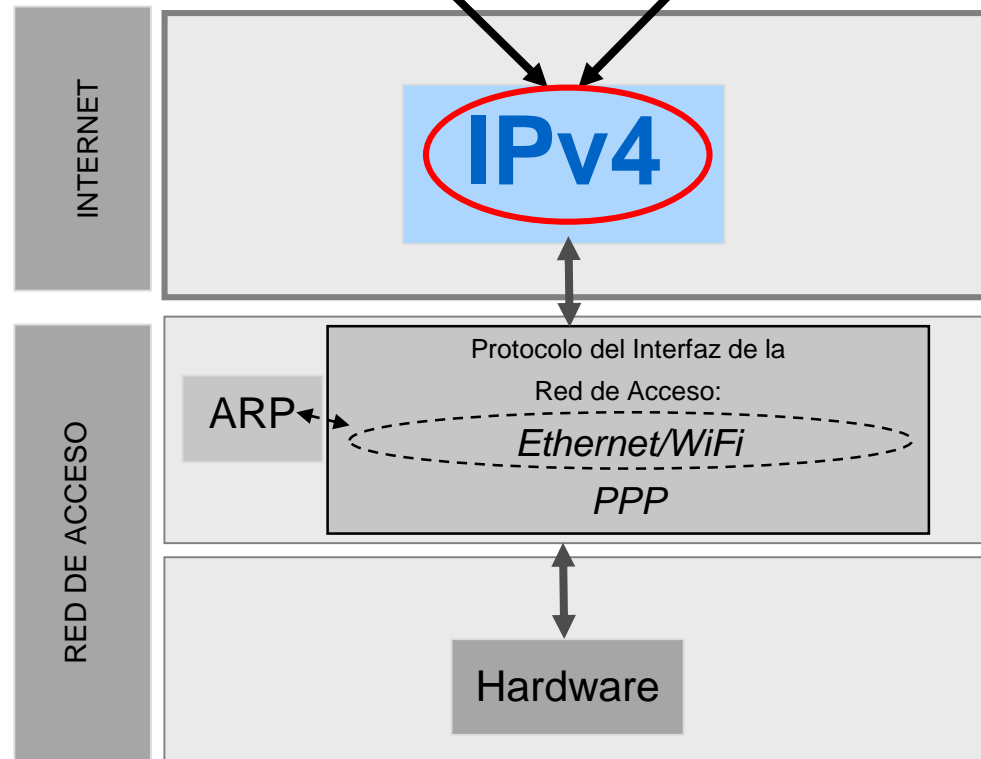 INTERNET
IPv4
RED DE ACCESO
Protocolo del Interfaz de la
Red de Acceso:
ARP
Ethernet/WiFi
PPP
Hardware